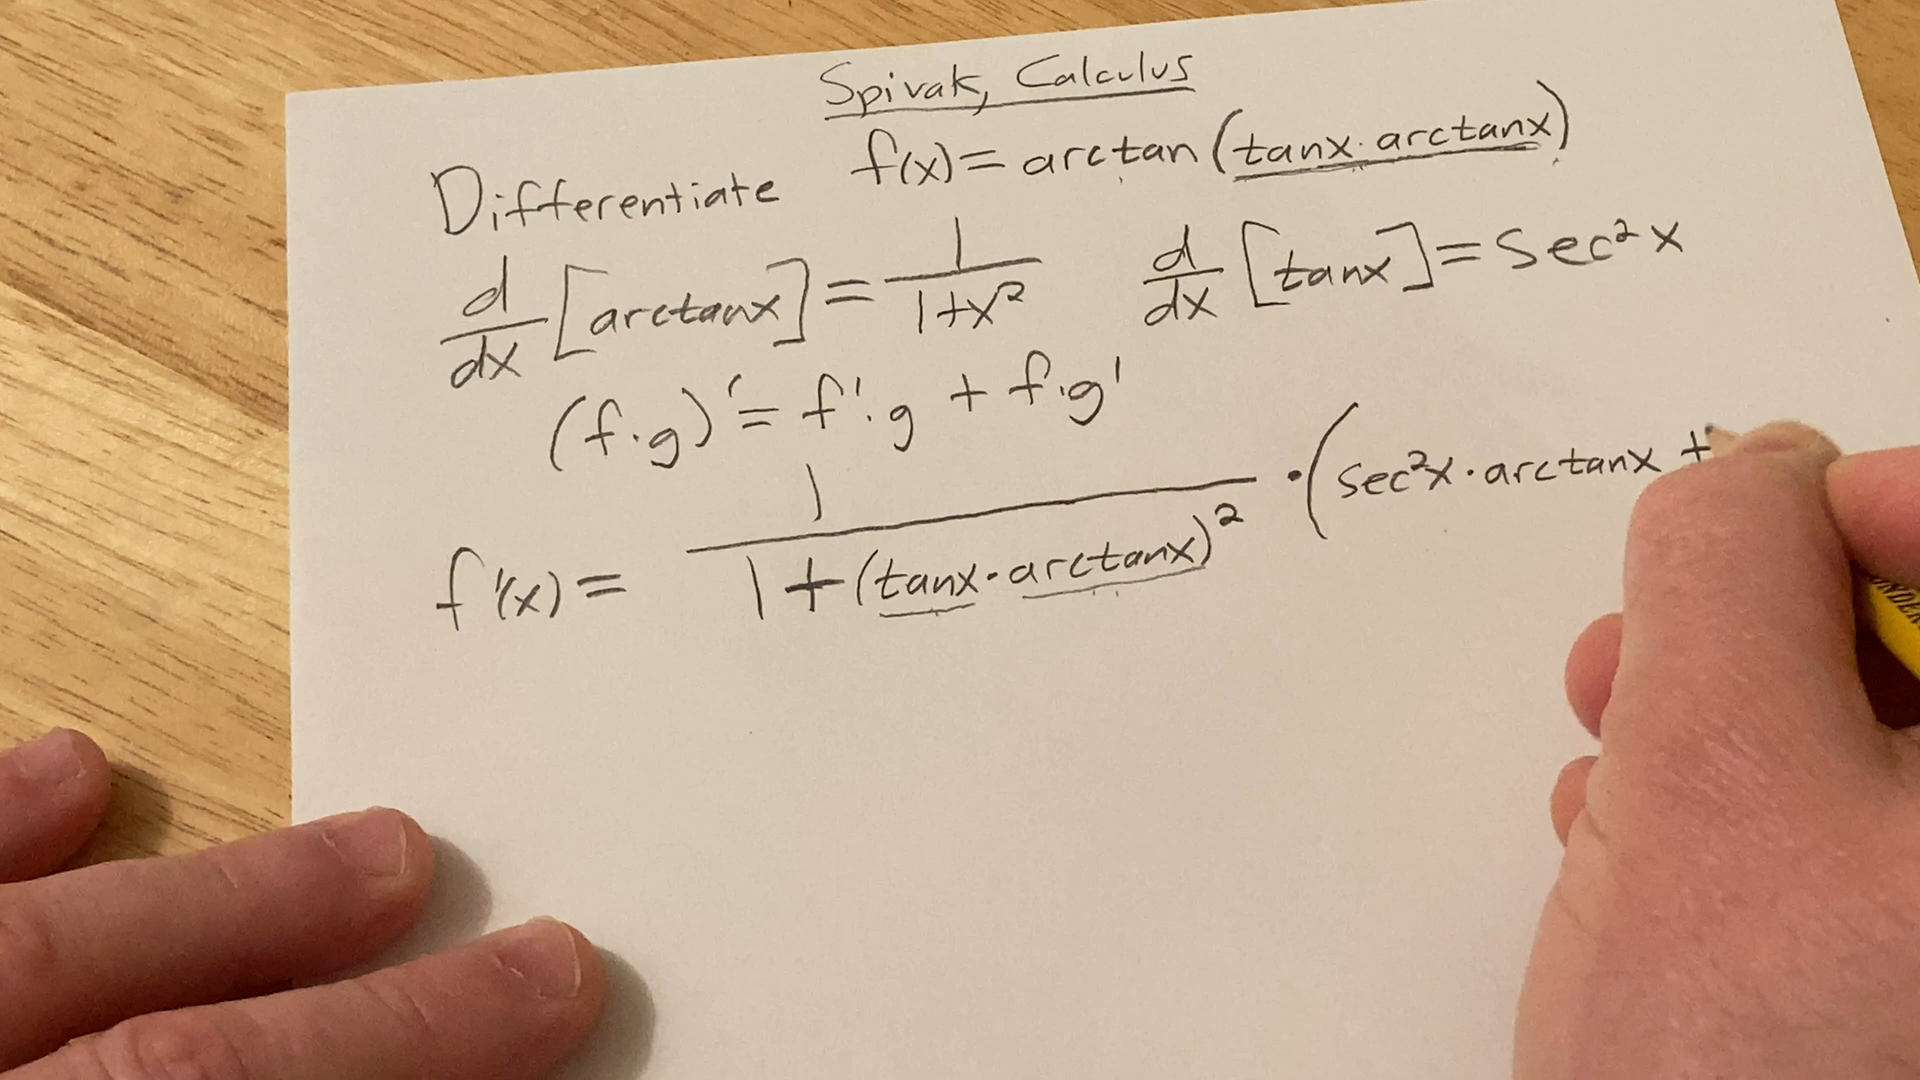 Spivak, Calculus
Differentiate f(x) = arctan (tanx · arctanx)
d/dx [arctanx] = 1/(1+x²) d/dx [tanx] = sec²x
(f·g)' = f'·g + f·g'
f'(x) = 1/(1+(tanx·arctanx)²) · (sec²x · arctanx +